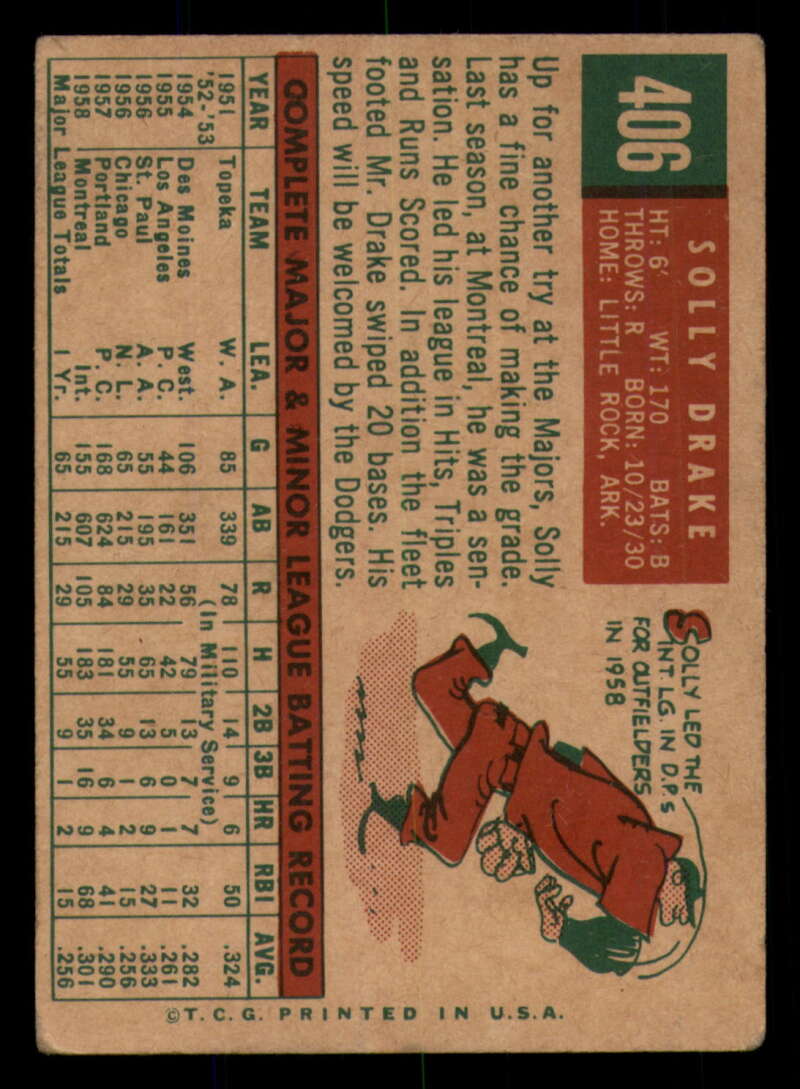 406
SOLLY DRAKE
HT: 6' WT: 170 BATS: B
THROWS: R BORN: 10/23/30
HOME: LITTLE ROCK, ARK.
Up for another try at the Majors, Solly
has a fine chance of making the grade.
Last season, at Montreal, he was a sen-
sation. He led his league in Hits, Triples
and Runs Scored. In addition the fleet
footed Mr. Drake swiped 20 bases. His
speed will be welcomed by the Dodgers.
SOLLY LED THE
INT. LG. IN D.P.s
FOR OUTFIELDERS
IN 1958
COMPLETE MAJOR & MINOR LEAGUE BATTING RECORD
YEAR TEAM LEA. G AB R H 2B 3B HR RBI AVG.
1951 Topeka W. A. 85 339 78 110 14 9 6 50 .324
'52-'53 (In Military Service)
1954 Des Moines West. 106 351 56 79 13 7 7 32 .282
1955 Los Angeles P. C. 44 161 22 42 5 0 1 11 .261
1956 St. Paul A. A. 55 195 35 65 13 6 9 27 .333
1956 Chicago N. L. 65 215 29 55 9 1 2 15 .256
1957 Portland P. C. 168 624 84 181 34 6 4 41 .290
1958 Montreal Int. 155 607 105 183 35 16 9 68 .301
Major League Totals 1 Yr. 65 215 29 55 9 1 2 15 .256
© T. C. G. PRINTED IN U.S.A.